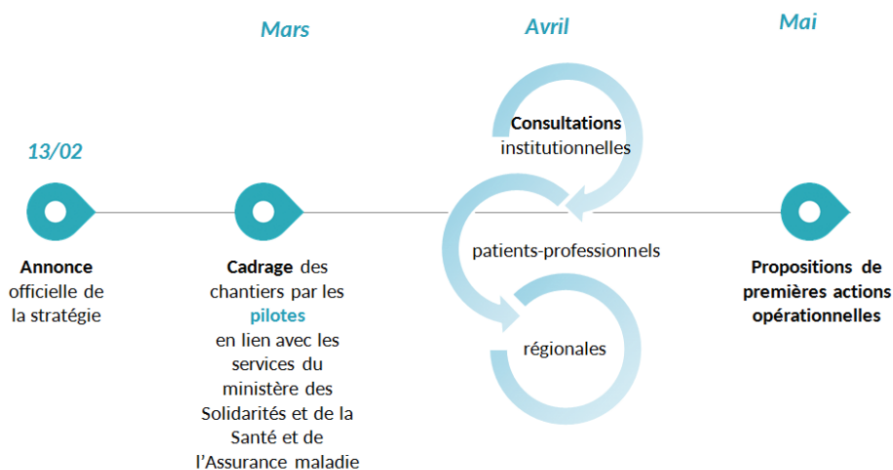 Mars
Avril
Mai
13/02
Annonce
officielle de
la stratégie
Cadrage des
chantiers par les
pilotes
en lien avec les
services du
ministère des
Solidarités et de la
Santé et de
l'Assurance maladie
Consultations
institutionnelles
patients-professionnels
régionales
Propositions de
premières actions
opérationnelles